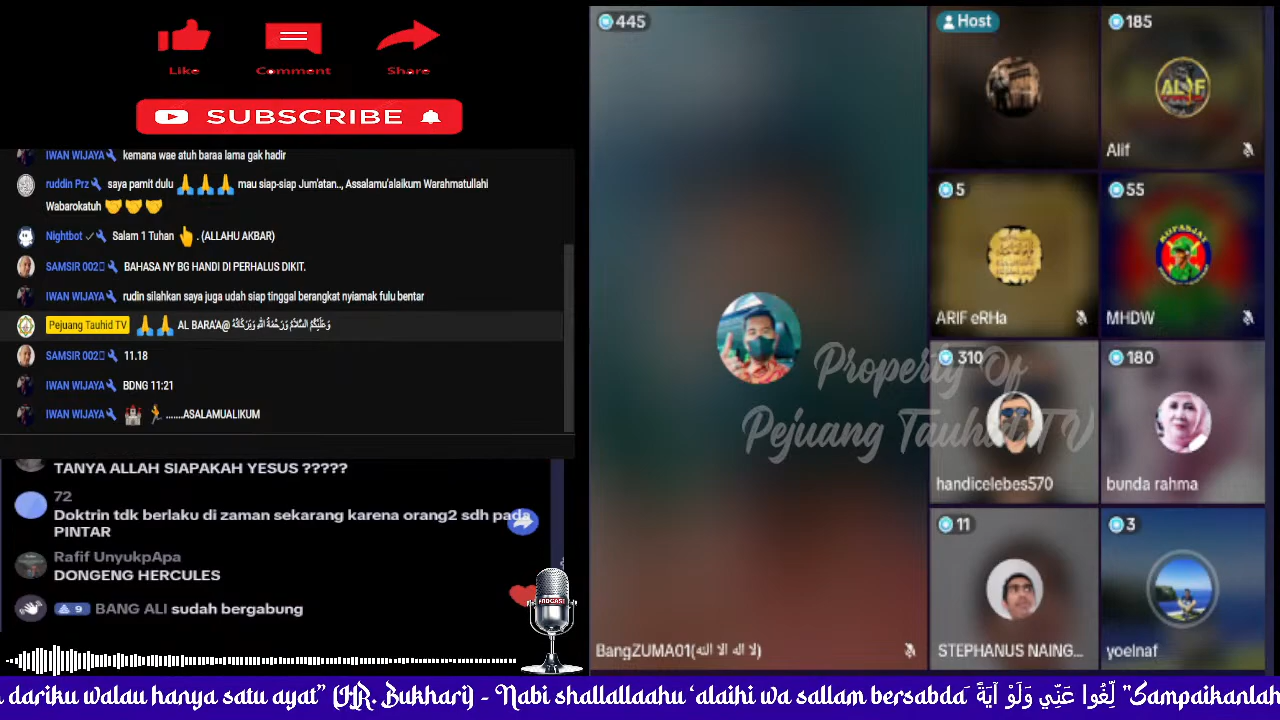 Like
Comment
Share
SUBSCRIBE
IWAN WIJAYA kemana wae atuh baraa lama gak hadir
ruddin Prz saya pamit dulu 🙏🙏🙏 mau siap-siap Jum'atan.., Assalamu'alaikum Warahmatullahi
Wabarokatuh 🤝🤝🤝
Nightbot ✓ Salam 1 Tuhan 👆. (ALLAHU AKBAR)
SAMSIR 002 BAHASA NY BG HANDI DI PERHALUS DIKIT.
IWAN WIJAYA rudin silahkan saya juga udah siap tinggal berangkat nyiamak fulu bentar
Pejuang Tauhid TV 🙏🙏 AL BARA'A@ وَعَلَيْكُمُ السَّلاَمُ وَرَحْمَةُ اللهِ وَبَرَكَاتُهُ
SAMSIR 002 11.18
IWAN WIJAYA BDNG 11:21
IWAN WIJAYA 🏰 🏃 .......ASALAMUALIKUM
TANYA ALLAH SIAPAKAH YESUS ?????
72
Doktrin tdk berlaku di zaman sekarang karena orang2 sdh pada
PINTAR
Rafif UnyukpApa
DONGENG HERCULES
9 BANG ALI sudah bergabung
PODCAST
445
BangZUMA01(لا اله الا الله)
Host
185
ALIF
Alif
5
ARIF eRHa
55
MHDW
310
handicelebes570
180
bunda rahma
11
STEPHANUS NAING...
3
yoelnaf
Property Of
Pejuang Tauhid TV
dariku walau hanya satu ayat” (HR. Bukhari) - Nabi shallallaahu ‘alaihi wa sallam bersabda َلِّغُوا عَنِّي وَلَوْ آيَةً "Sampaikanlah